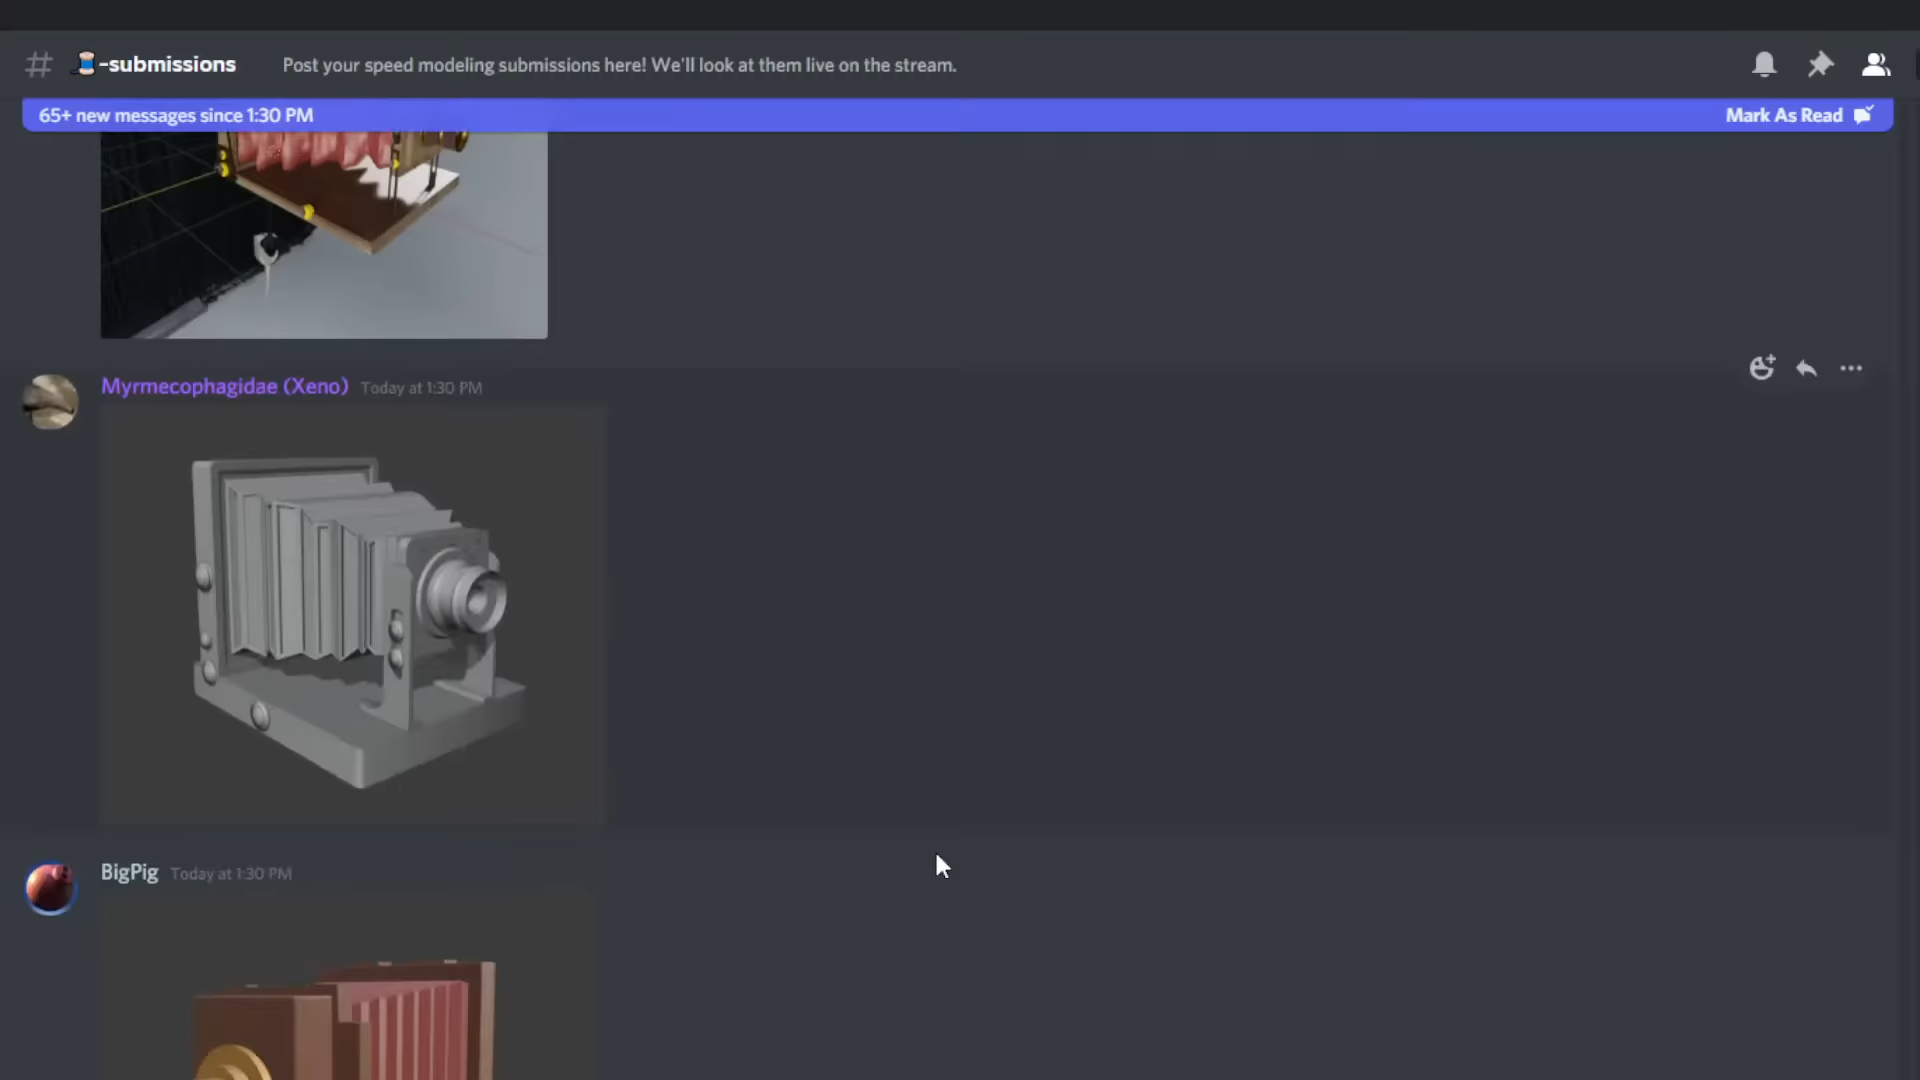 -submissions
Post your speed modeling submissions here! We'll look at them live on the stream.
65+ new messages since 1:30 PM
Mark As Read
Myrmecophagidae (Xeno) Today at 1:30 PM
BigPig Today at 1:30 PM